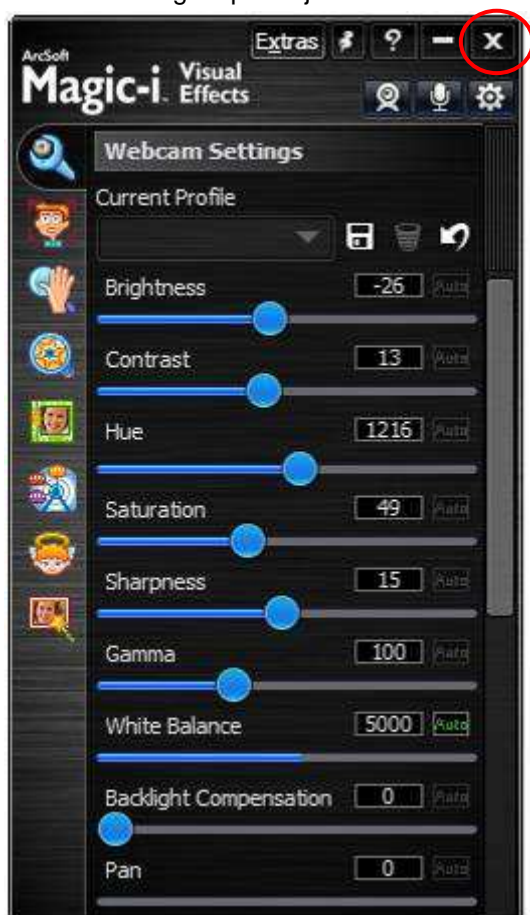 Extras ? X
ArcSoft
Magic-i Visual
Effects
Webcam Settings
Current Profile
Brightness -26 Auto
Contrast 13 Auto
Hue 1216 Auto
Saturation 49 Auto
Sharpness 15 Auto
Gamma 100 Auto
White Balance 5000 Auto
Backlight Compensation 0 Auto
Pan 0 Auto